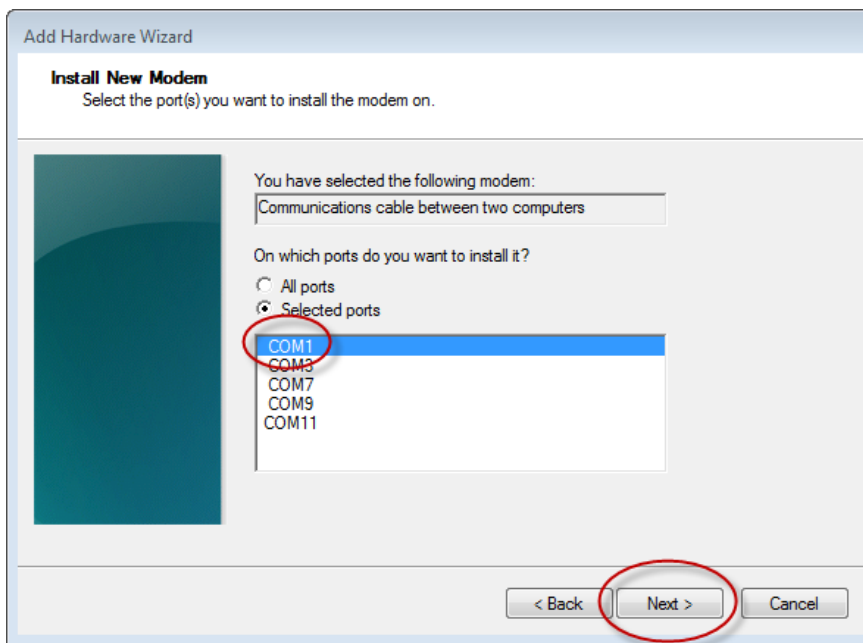 Add Hardware Wizard
Install New Modem
Select the port(s) you want to install the modem on.
You have selected the following modem:
Communications cable between two computers
On which ports do you want to install it?
All ports
Selected ports
COM1
COM3
COM7
COM9
COM11
< Back
Next >
Cancel